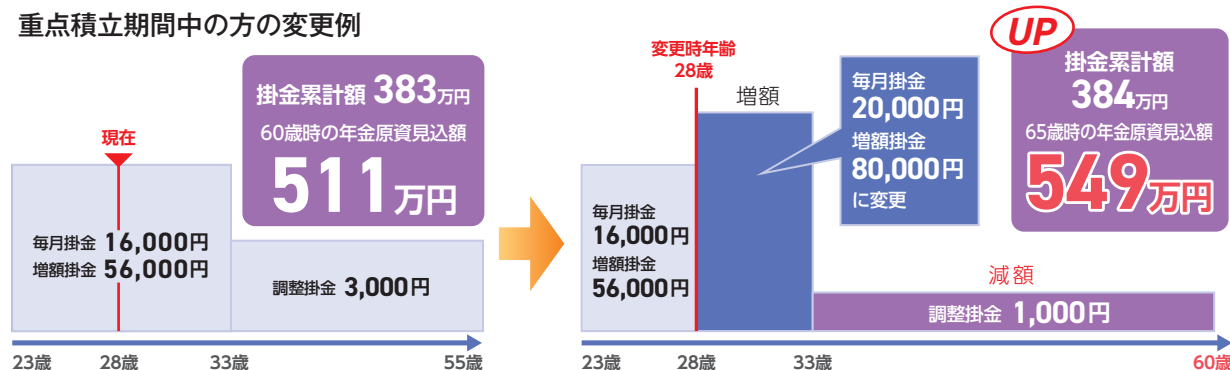 重点積立期間中の方の変更例
掛金累計額 383万円
60歳時の年金原資見込額
511万円
現在
毎月掛金 16,000円
増額掛金 56,000円
調整掛金 3,000円
23歳 28歳 33歳 55歳
変更時年齢
28歳
増額
毎月掛金
20,000円
増額掛金
80,000円
に変更
UP
掛金累計額
384万円
65歳時の年金原資見込額
549万円
毎月掛金
16,000円
増額掛金
56,000円
減額
調整掛金 1,000円
23歳 28歳 33歳 60歳